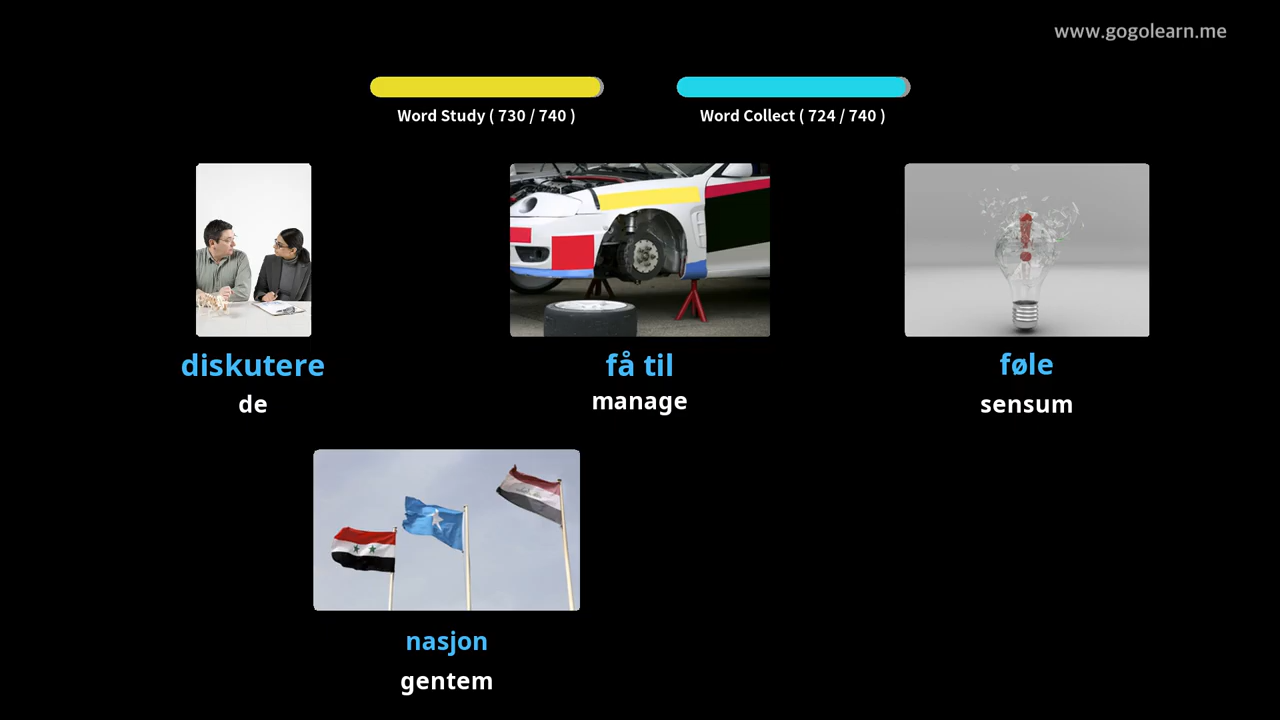 www.gogolearn.me
Word Study ( 730 / 740 )
Word Collect ( 724 / 740 )
diskutere
de
få til
manage
føle
sensum
nasjon
gentem